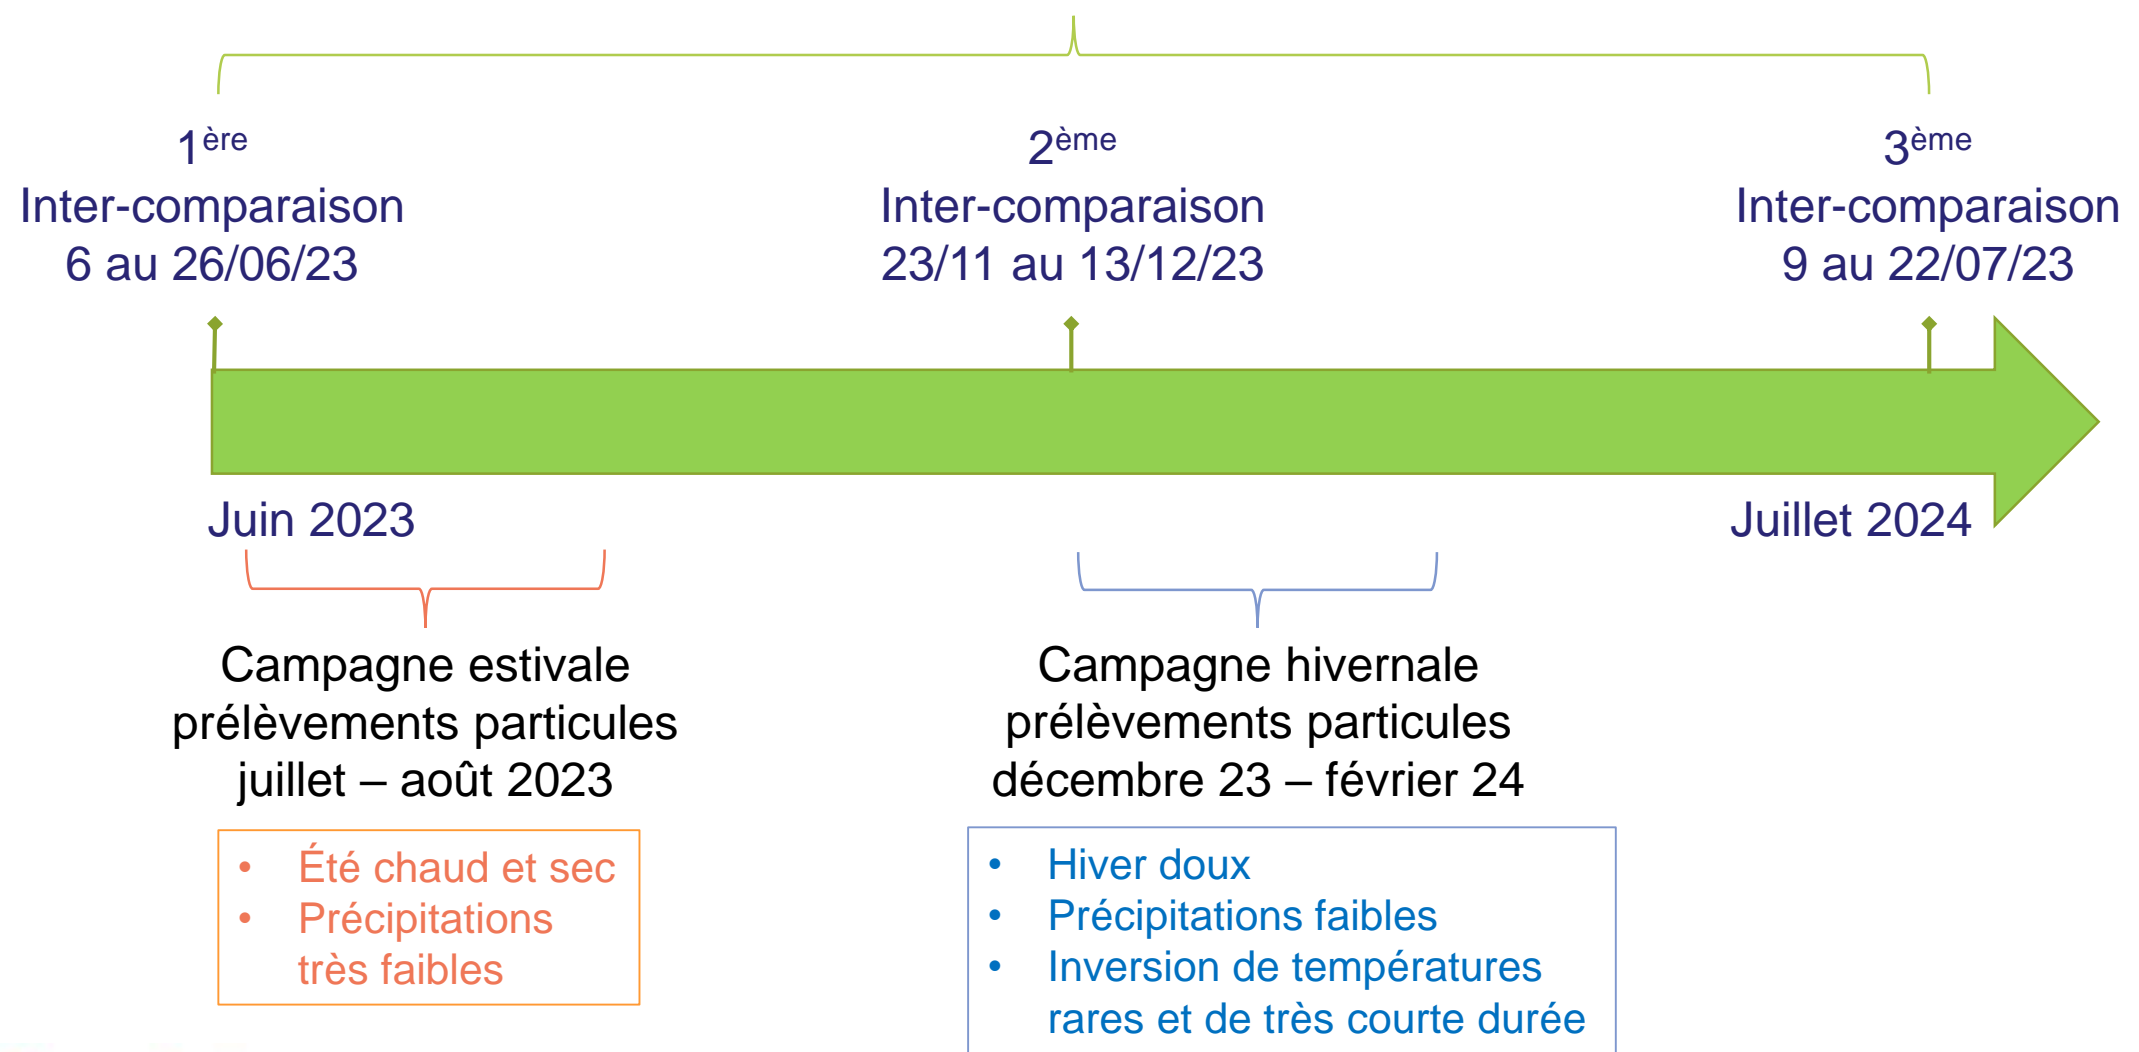 1ère
Inter-comparaison
6 au 26/06/23
2ème
Inter-comparaison
23/11 au 13/12/23
3ème
Inter-comparaison
9 au 22/07/23
Juin 2023
Juillet 2024
Campagne estivale
prélèvements particules
juillet – août 2023
• Été chaud et sec
• Précipitations
très faibles
Campagne hivernale
prélèvements particules
décembre 23 – février 24
• Hiver doux
• Précipitations faibles
• Inversion de températures
rares et de très courte durée